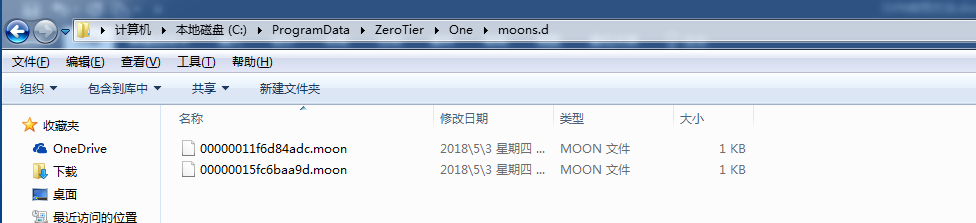 计算机 ▸ 本地磁盘 (C:) ▸ ProgramData ▸ ZeroTier ▸ One ▸ moons.d
文件(F) 编辑(E) 查看(V) 工具(T) 帮助(H)
组织 包含到库中 共享 新建文件夹
收藏夹
OneDrive
下载
桌面
最近访问的位置
名称 修改日期 类型 大小
00000011f6d84adc.moon 2018\5\3 星期四 ... MOON 文件 1 KB
00000015fc6baa9d.moon 2018\5\3 星期四 ... MOON 文件 1 KB